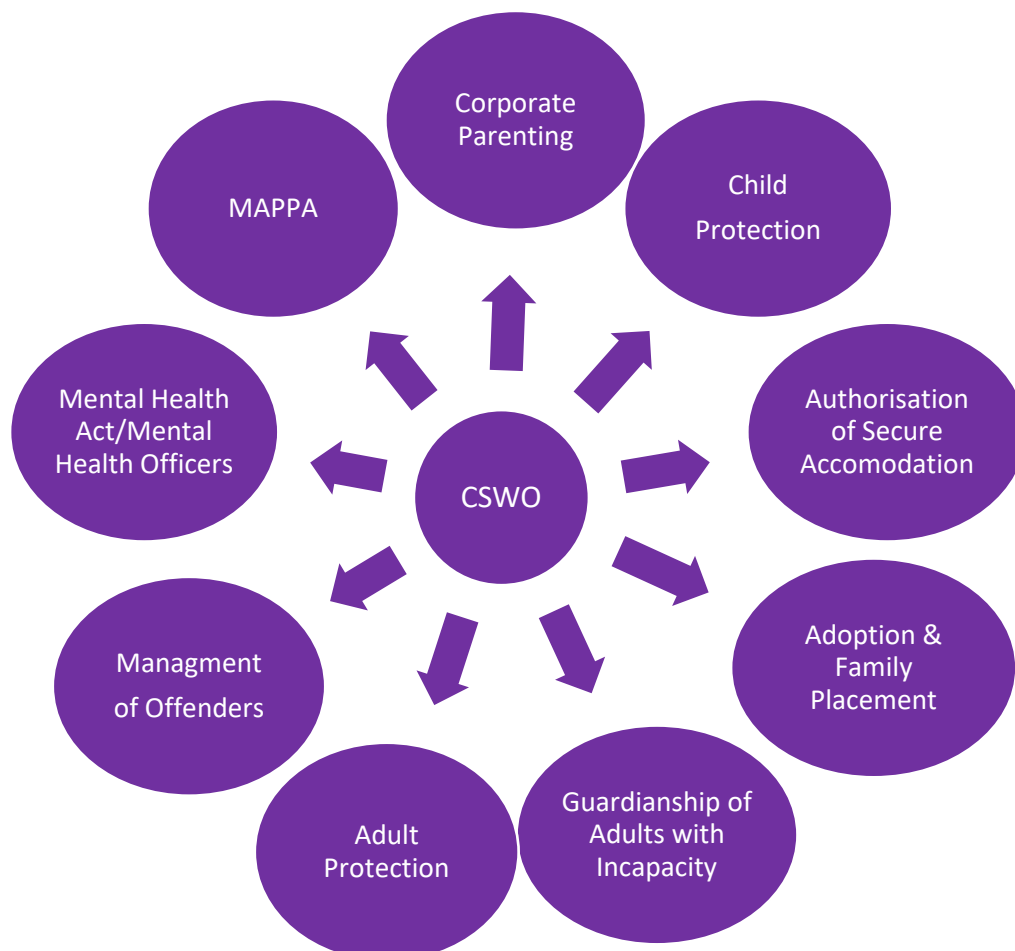 Corporate
Parenting
Child
Protection
Authorisation
of Secure
Accomodation
Adoption &
Family
Placement
Guardianship of
Adults with
Incapacity
Adult
Protection
Managment
of Offenders
Mental Health
Act/Mental
Health Officers
MAPPA
CSWO